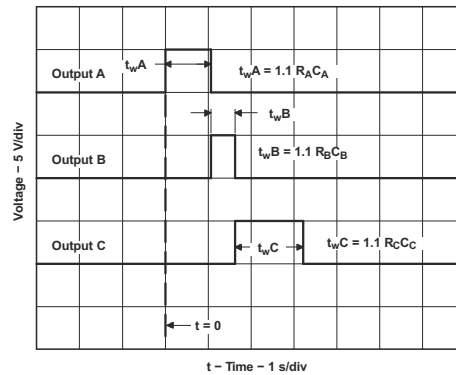 Output A
twA
twA = 1.1 RACA
twB
Output B
twB = 1.1 RBCB
Output C
twC
twC = 1.1 RCCC
t = 0
Voltage − 5 V/div
t − Time − 1 s/div